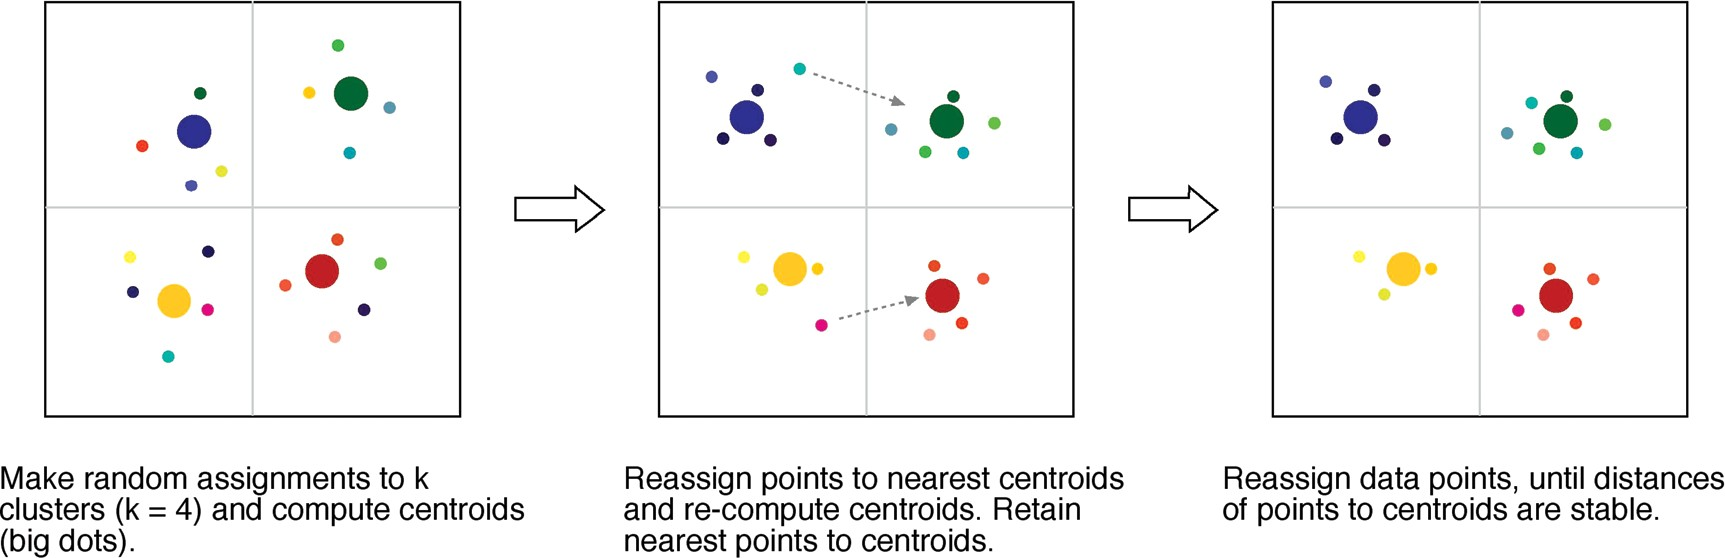 Make random assignments to k
clusters (k = 4) and compute centroids
(big dots).
Reassign points to nearest centroids
and re-compute centroids. Retain
nearest points to centroids.
Reassign data points, until distances
of points to centroids are stable.